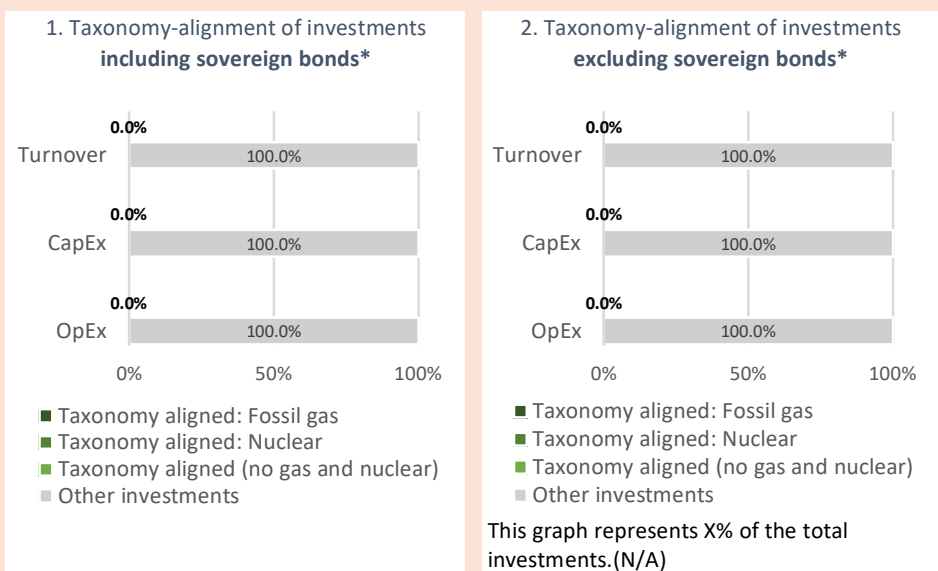 1. Taxonomy-alignment of investments
including sovereign bonds*
0.0%
Turnover
100.0%
0.0%
CapEx
100.0%
0.0%
OpEx
100.0%
0%
50%
100%
Taxonomy aligned: Fossil gas
Taxonomy aligned: Nuclear
Taxonomy aligned (no gas and nuclear)
Other investments
2. Taxonomy-alignment of investments
excluding sovereign bonds*
0.0%
Turnover
100.0%
0.0%
CapEx
100.0%
0.0%
OpEx
100.0%
0%
50%
100%
Taxonomy aligned: Fossil gas
Taxonomy aligned: Nuclear
Taxonomy aligned (no gas and nuclear)
Other investments
This graph represents X% of the total
investments.(N/A)